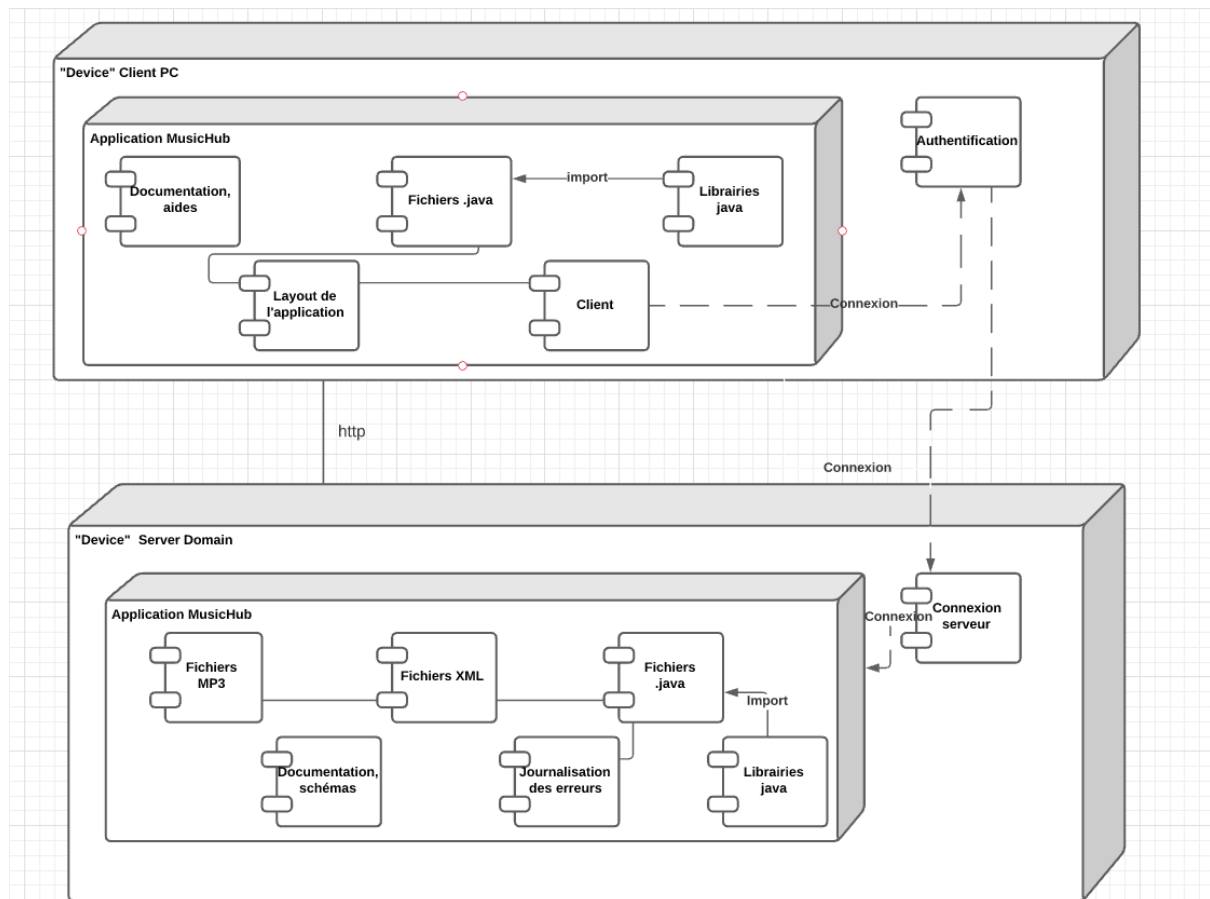 "Device" Client PC
Application MusicHub
Documentation,
aides
Fichiers .java
import
Librairies
java
Authentification
Layout de
l'application
Client
Connexion
http
Connexion
"Device" Server Domain
Application MusicHub
Fichiers
MP3
Fichiers XML
Fichiers
.java
Import
Connexion
Connexion
serveur
Documentation,
schémas
Journalisation
des erreurs
Librairies
java